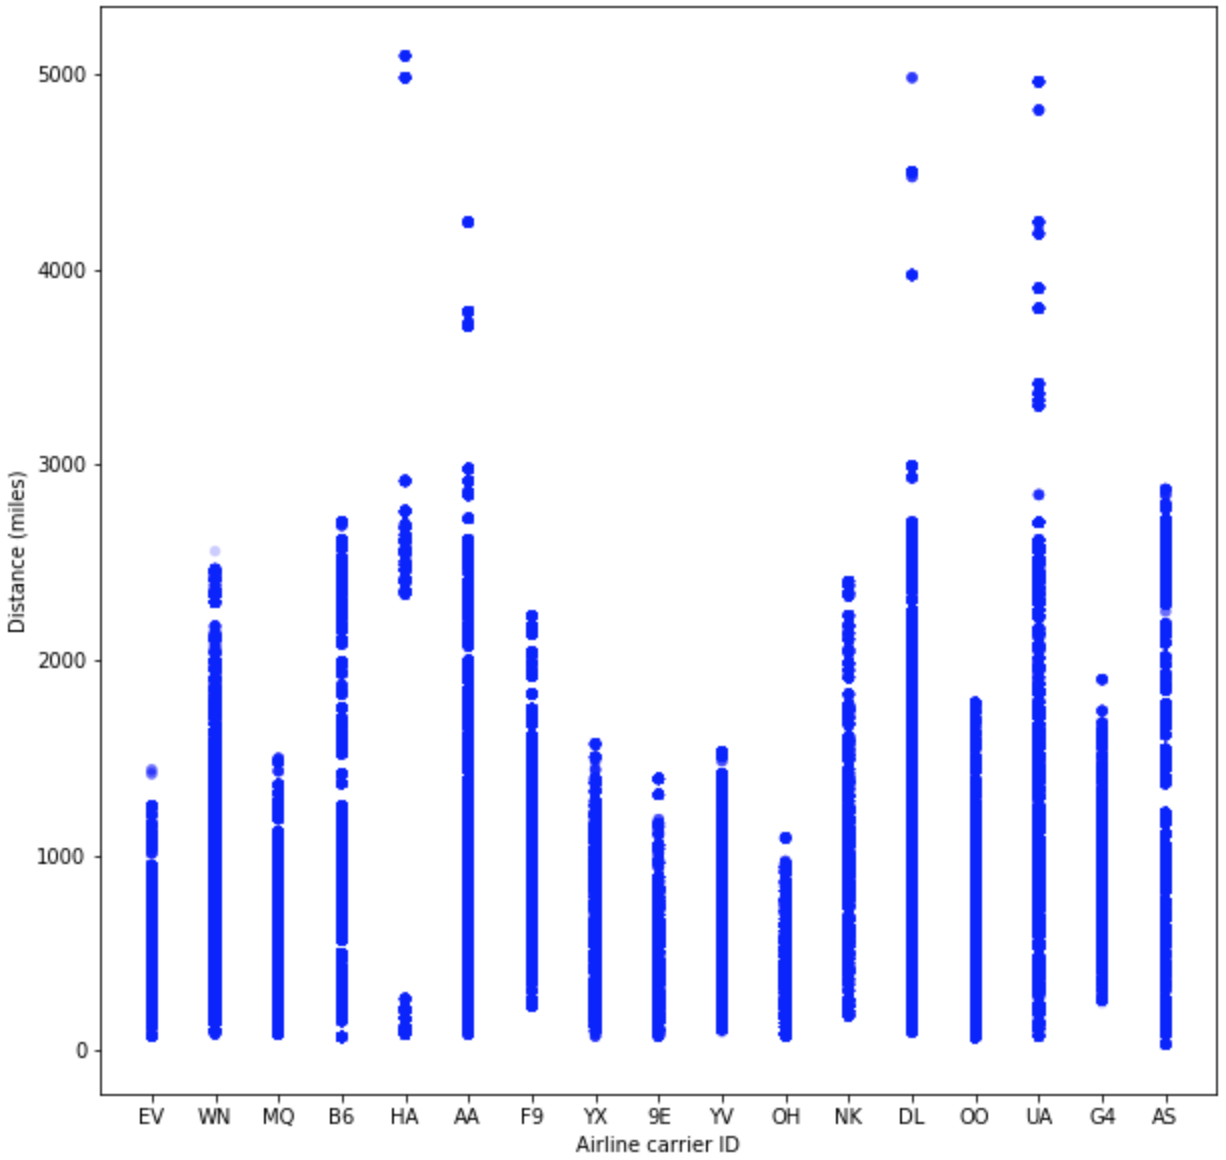 5000
4000
3000
2000
1000
0
Distance (miles)
EV WN MQ B6 HA AA F9 YX 9E YV OH NK DL OO UA G4 AS
Airline carrier ID